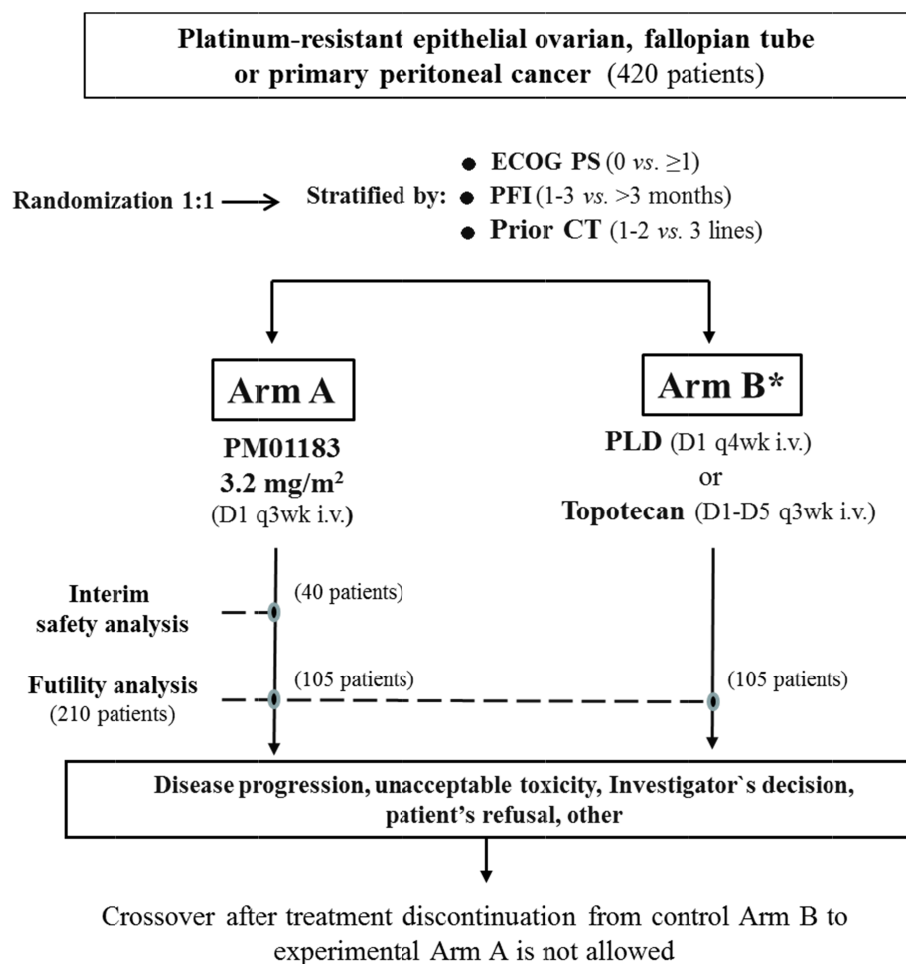 Platinum-resistant epithelial ovarian, fallopian tube
or primary peritoneal cancer (420 patients)
Randomization 1:1
Stratified by:
● ECOG PS (0 vs. ≥1)
● PFI (1-3 vs. >3 months)
● Prior CT (1-2 vs. 3 lines)
Arm A
PM01183
3.2 mg/m²
(D1 q3wk i.v.)
Arm B*
PLD (D1 q4wk i.v.)
or
Topotecan (D1-D5 q3wk i.v.)
Interim
safety analysis
(40 patients)
Futility analysis
(210 patients)
(105 patients)
(105 patients)
Disease progression, unacceptable toxicity, Investigator`s decision,
patient's refusal, other
Crossover after treatment discontinuation from control Arm B to
experimental Arm A is not allowed